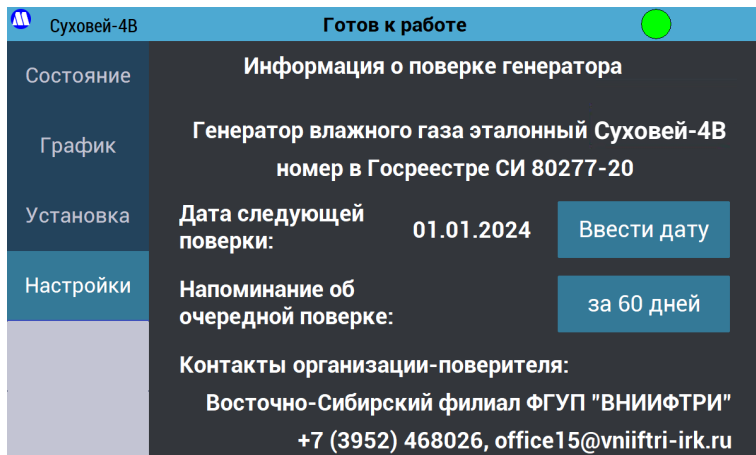 Суховей-4В
Готов к работе
Состояние
График
Установка
Настройки
Информация о поверке генератора
Генератор влажного газа эталонный Суховей-4В
номер в Госреестре СИ 80277-20
Дата следующей
поверки:
01.01.2024
Ввести дату
Напоминание об
очередной поверке:
за 60 дней
Контакты организации-поверителя:
Восточно-Сибирский филиал ФГУП "ВНИИФТРИ"
+7 (3952) 468026, office15@vniiftri-irk.ru